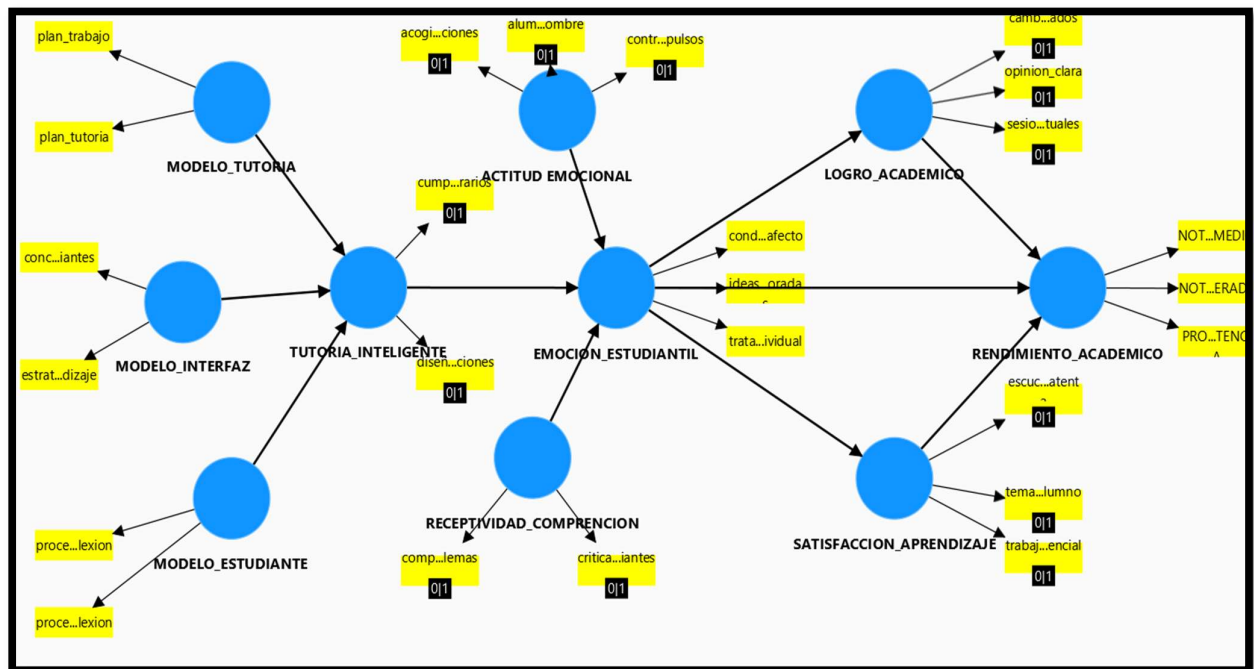 plan_trabajo
plan_tutoria
MODELO_TUTORIA
conc...iantes
estrat...dizaje
MODELO_INTERFAZ
proce...lexion
proce...lexion
MODELO_ESTUDIANTE
cump...rarios
0|1
TUTORIA_INTELIGENTE
disen...ciones
0|1
acogi...ciones
0|1
alum...ombre
0|1
contr...pulsos
0|1
ACTITUD EMOCIONAL
cond...afecto
ideas...orada
trata...ividual
EMOCION_ESTUDIANTIL
RECEPTIVIDAD_COMPRENCION
comp...lemas
0|1
critica...iantes
0|1
camb...ados
0|1
opinion_clara
0|1
sesio...tuales
0|1
LOGRO_ACADEMICO
NOT...MEDI
NOT...ERAD
PRO...TENC
A
RENDIMIENTO_ACADEMICO
escuc...atent
0|1
tema...lumno
0|1
trabaj...encial
0|1
SATISFACCION_APRENDIZAJE